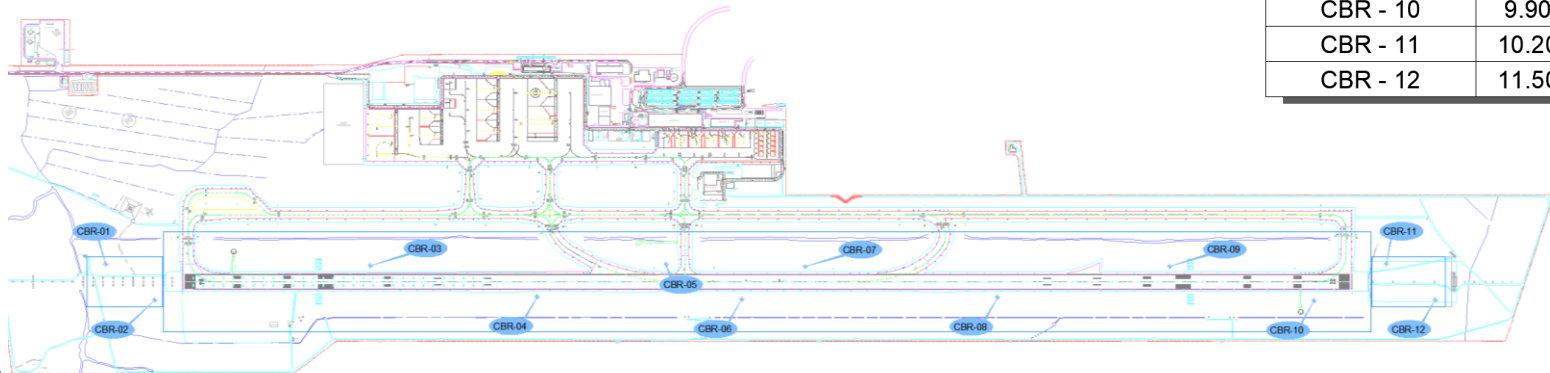 CBR - 10 9.90
CBR - 11 10.20
CBR - 12 11.50
CBR-01
CBR-03
CBR-07
CBR-09
CBR-11
CBR-05
CBR-02
CBR-04
CBR-06
CBR-08
CBR-10
CBR-12